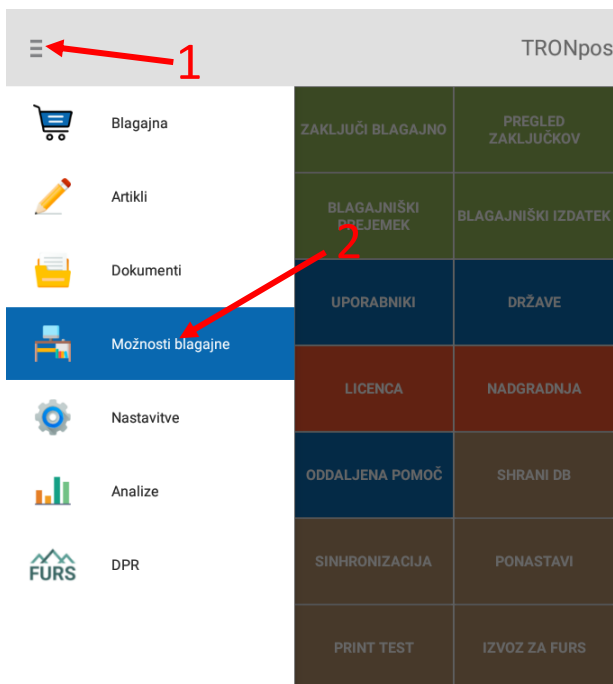 TRONpos
1
Blagajna
Artikli
Dokumenti
2
Možnosti blagajne
Nastavitve
Analize
FURS
DPR
ZAKLJUČI BLAGAJNO
PREGLED
ZAKLJUČKOV
BLAGAJNIŠKI
PREJEMEK
BLAGAJNIŠKI IZDATEK
UPORABNIKI
DRŽAVE
LICENCA
NADGRADNJA
ODDALJENA POMOČ
SHRANI DB
SINHRONIZACIJA
PONASTAVI
PRINT TEST
IZVOZ ZA FURS